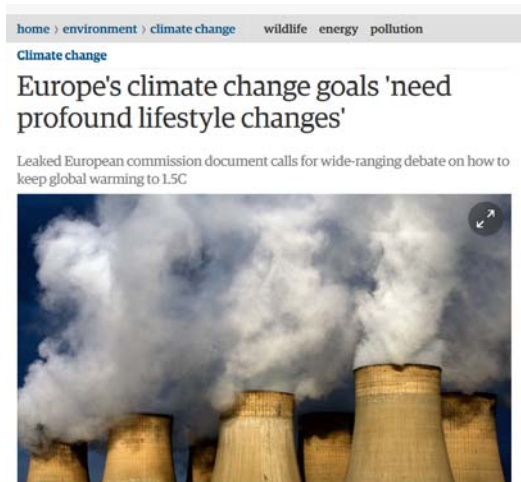 home › environment › climate change wildlife energy pollution
Climate change
Europe's climate change goals 'need
profound lifestyle changes'
Leaked European commission document calls for wide-ranging debate on how to
keep global warming to 1.5C